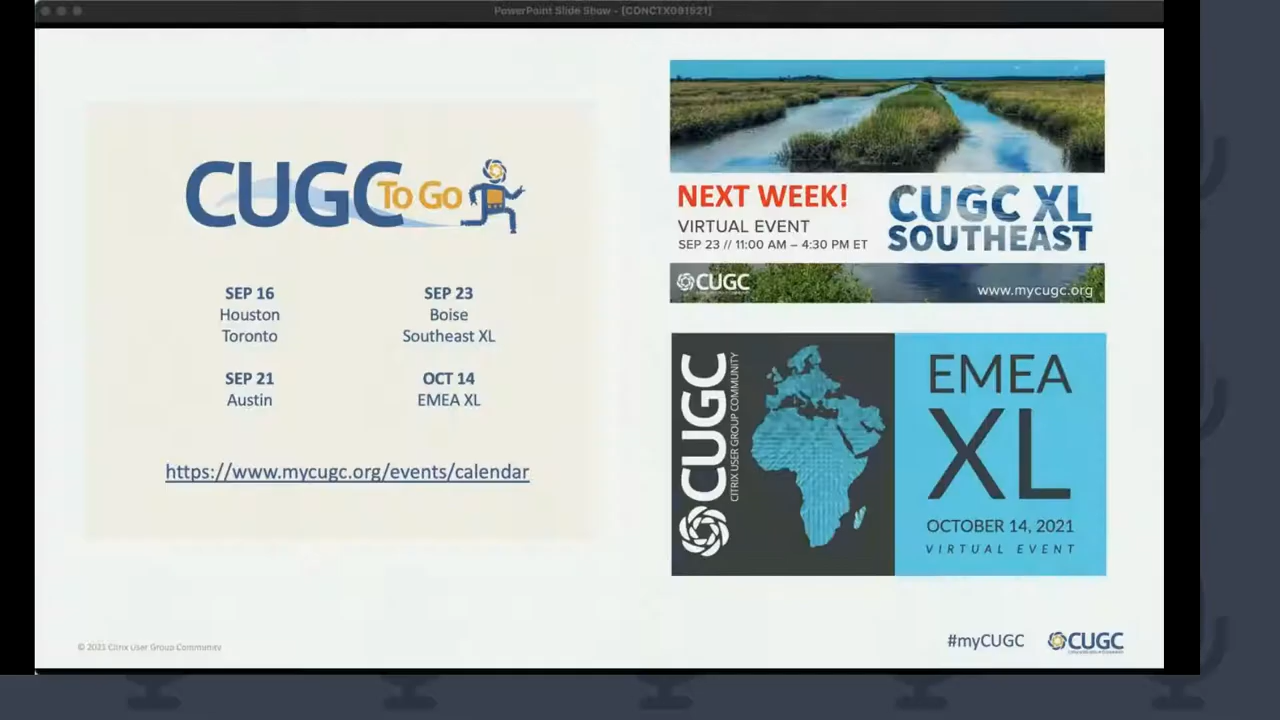 PowerPoint Slide Show - [CONCTX091521]
CUGC To Go
SEP 16
Houston
Toronto
SEP 23
Boise
Southeast XL
SEP 21
Austin
OCT 14
EMEA XL
https://www.mycugc.org/events/calendar
NEXT WEEK!
VIRTUAL EVENT
SEP 23 // 11:00 AM – 4:30 PM ET
CUGC XL
SOUTHEAST
CUGC
www.mycugc.org
CUGC
CITRIX USER GROUP COMMUNITY
EMEA
XL
OCTOBER 14, 2021
VIRTUAL EVENT
© 2021 Citrix User Group Community
#myCUGC
CUGC